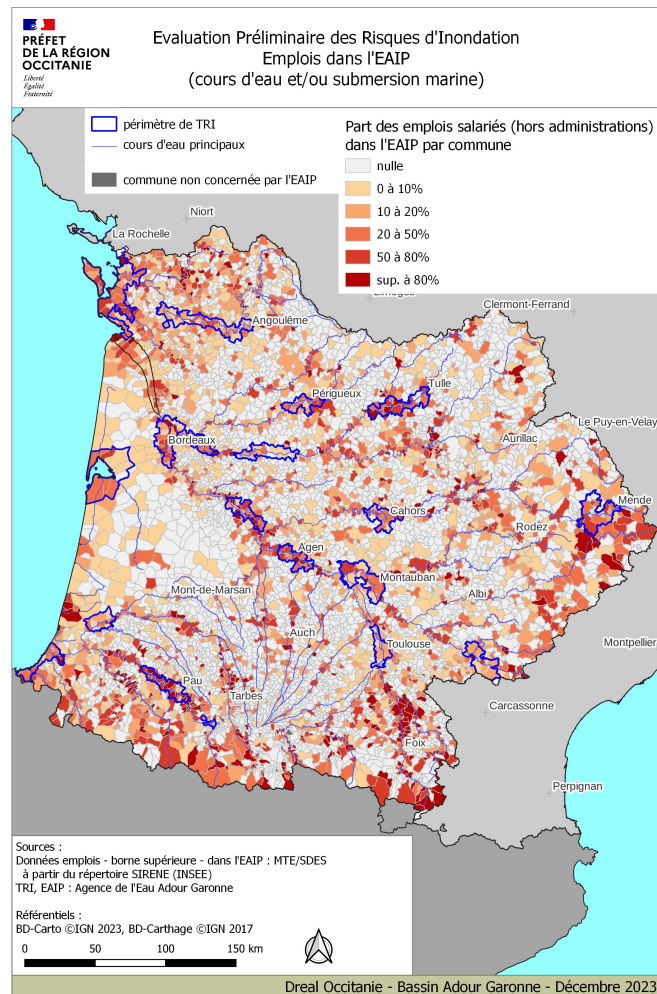 PRÉFET
DE LA RÉGION
OCCITANIE
Liberté
Égalité
Fraternité
Evaluation Préliminaire des Risques d'Inondation
Emplois dans l'EAIP
(cours d'eau et/ou submersion marine)
périmètre de TRI
cours d'eau principaux
commune non concernée par l'EAIP
Part des emplois salariés (hors administrations)
dans l'EAIP par commune
nulle
0 à 10%
10 à 20%
20 à 50%
50 à 80%
sup. à 80%
Niort
La Rochelle
Limoges
Clermont-Ferrand
Angoulême
Périgueux
Tulle
Le Puy-en-Velay
Bordeaux
Aurillac
Mende
Cahors
Rodez
Agen
Montauban
Mont-de-Marsan
Albi
Auch
Toulouse
Montpellier
Pau
Tarbes
Carcassonne
Foix
Perpignan
Sources :
Données emplois - borne supérieure - dans l'EAIP : MTE/SDES
à partir du répertoire SIRENE (INSEE)
TRI, EAIP : Agence de l'Eau Adour Garonne
Référentiels :
BD-Carto ©IGN 2023, BD-Carthage ©IGN 2017
0 50 100 150 km
Dreal Occitanie - Bassin Adour Garonne - Décembre 2023